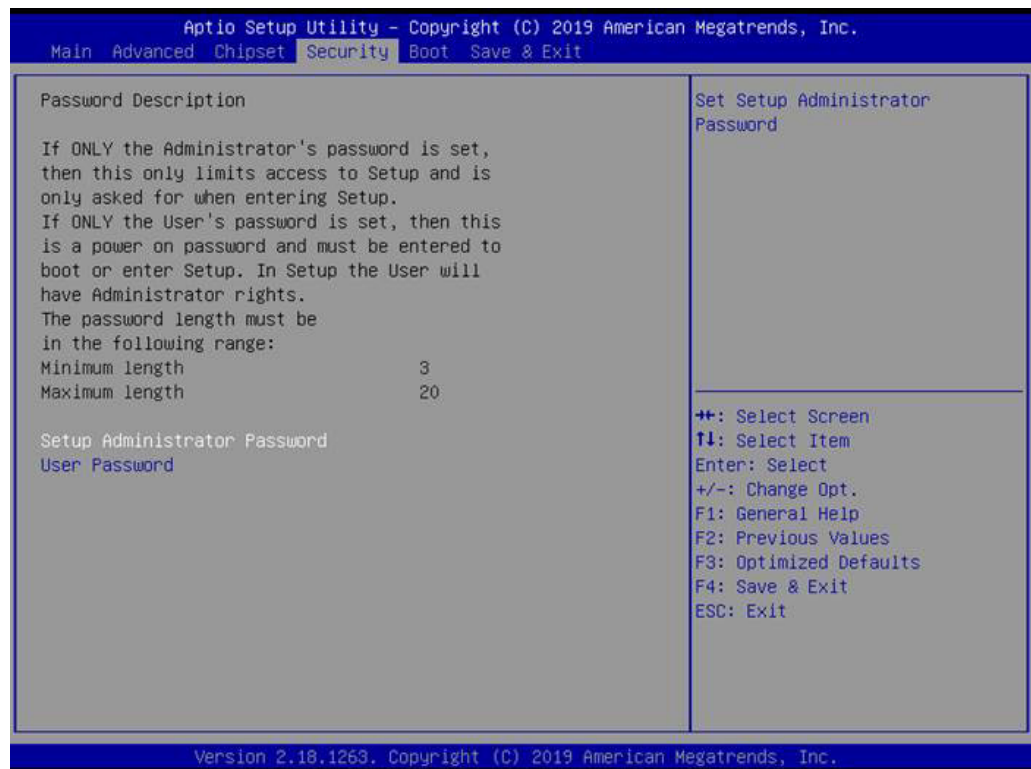 Aptio Setup Utility – Copyright (C) 2019 American Megatrends, Inc.
Main Advanced Chipset Security Boot Save & Exit
Password Description
If ONLY the Administrator's password is set,
then this only limits access to Setup and is
only asked for when entering Setup.
If ONLY the User's password is set, then this
is a power on password and must be entered to
boot or enter Setup. In Setup the User will
have Administrator rights.
The password length must be
in the following range:
Minimum length 3
Maximum length 20
Setup Administrator Password
User Password
Set Setup Administrator
Password
→←: Select Screen
↑↓: Select Item
Enter: Select
+/-: Change Opt.
F1: General Help
F2: Previous Values
F3: Optimized Defaults
F4: Save & Exit
ESC: Exit
Version 2.18.1263. Copyright (C) 2019 American Megatrends, Inc.